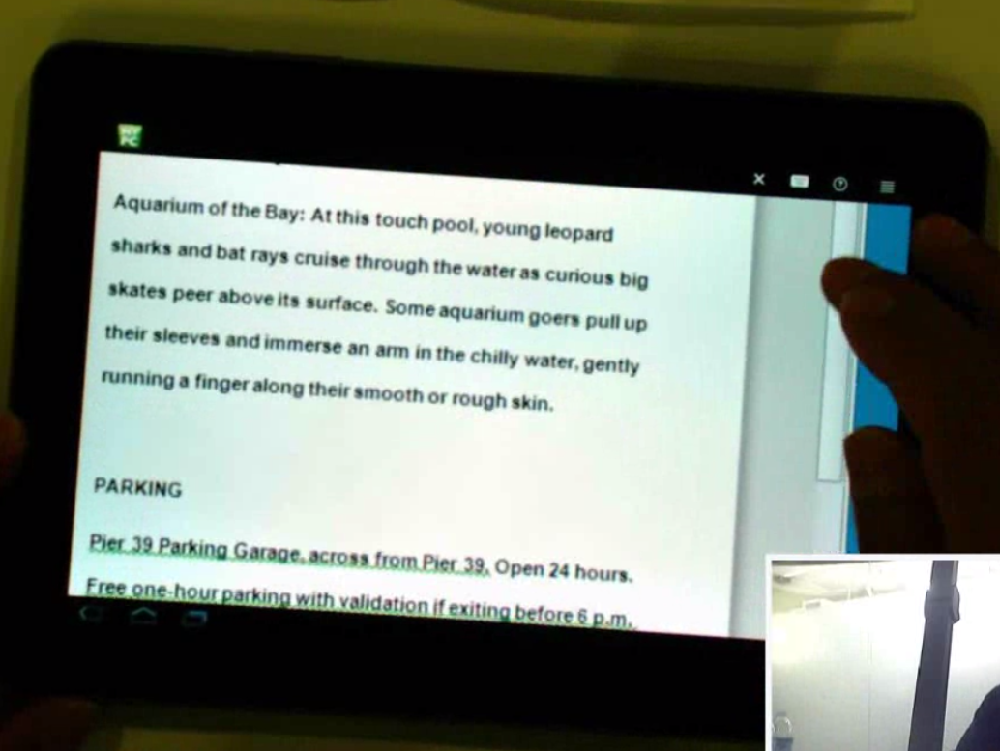 Aquarium of the Bay: At this touch pool, young leopard
sharks and bat rays cruise through the water as curious big
skates peer above its surface. Some aquarium goers pull up
their sleeves and immerse an arm in the chilly water, gently
running a finger along their smooth or rough skin.
PARKING
Pier 39 Parking Garage, across from Pier 39. Open 24 hours.
Free one-hour parking with validation if exiting before 6 p.m.